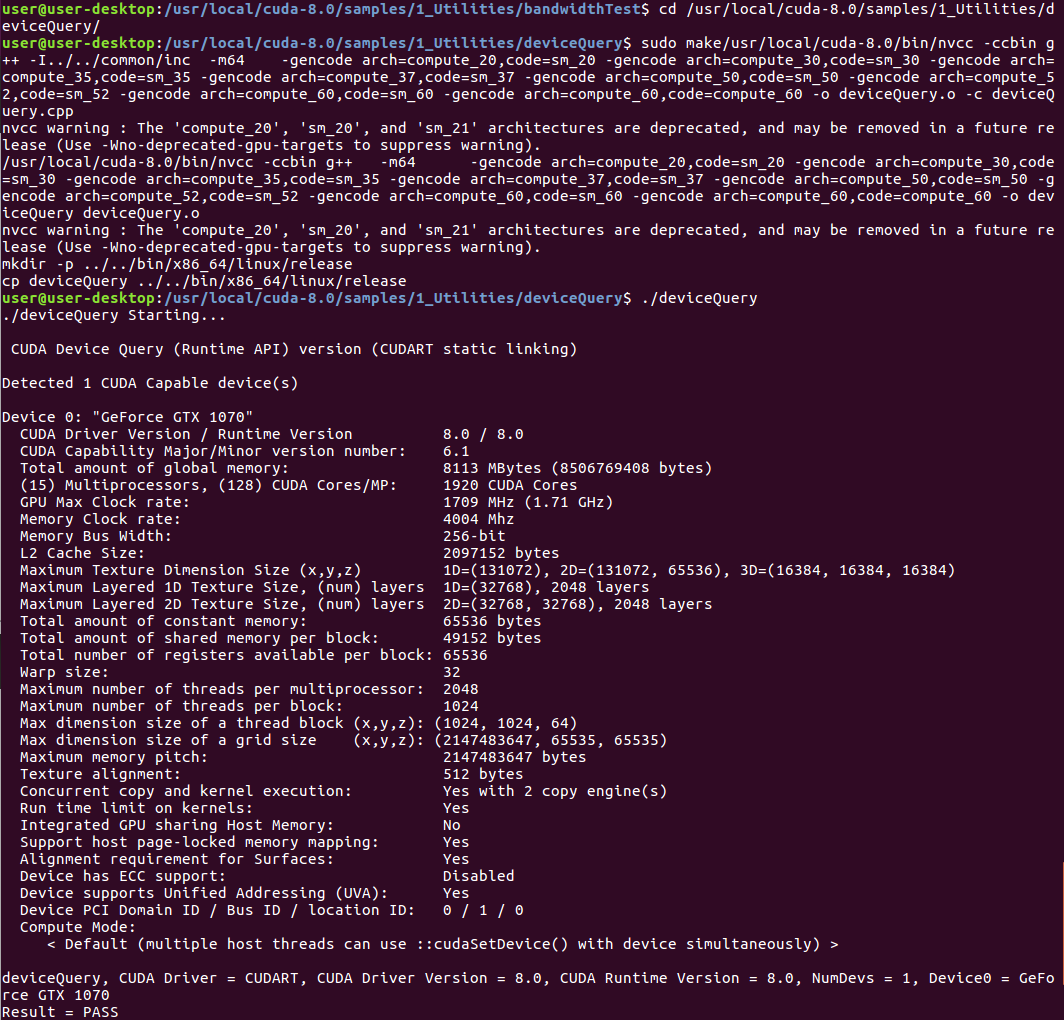 user@user-desktop:/usr/local/cuda-8.0/samples/1_Utilities/bandwidthTest$ cd /usr/local/cuda-8.0/samples/1_Utilities/d
eviceQuery/
user@user-desktop:/usr/local/cuda-8.0/samples/1_Utilities/deviceQuery$ sudo make/usr/local/cuda-8.0/bin/nvcc -ccbin g
++ -I../../common/inc  -m64    -gencode arch=compute_20,code=sm_20 -gencode arch=compute_30,code=sm_30 -gencode arch=
compute_35,code=sm_35 -gencode arch=compute_37,code=sm_37 -gencode arch=compute_50,code=sm_50 -gencode arch=compute_5
2,code=sm_52 -gencode arch=compute_60,code=sm_60 -gencode arch=compute_60,code=compute_60 -o deviceQuery.o -c deviceQ
uery.cpp
nvcc warning : The 'compute_20', 'sm_20', and 'sm_21' architectures are deprecated, and may be removed in a future re
lease (Use -Wno-deprecated-gpu-targets to suppress warning).
/usr/local/cuda-8.0/bin/nvcc -ccbin g++   -m64      -gencode arch=compute_20,code=sm_20 -gencode arch=compute_30,code
=sm_30 -gencode arch=compute_35,code=sm_35 -gencode arch=compute_37,code=sm_37 -gencode arch=compute_50,code=sm_50 -g
encode arch=compute_52,code=sm_52 -gencode arch=compute_60,code=sm_60 -gencode arch=compute_60,code=compute_60 -o dev
iceQuery deviceQuery.o
nvcc warning : The 'compute_20', 'sm_20', and 'sm_21' architectures are deprecated, and may be removed in a future re
lease (Use -Wno-deprecated-gpu-targets to suppress warning).
mkdir -p ../../bin/x86_64/linux/release
cp deviceQuery ../../bin/x86_64/linux/release
user@user-desktop:/usr/local/cuda-8.0/samples/1_Utilities/deviceQuery$ ./deviceQuery
./deviceQuery Starting...
 CUDA Device Query (Runtime API) version (CUDART static linking)
Detected 1 CUDA Capable device(s)
Device 0: "GeForce GTX 1070"
  CUDA Driver Version / Runtime Version          8.0 / 8.0
  CUDA Capability Major/Minor version number:    6.1
  Total amount of global memory:                 8113 MBytes (8506769408 bytes)
  (15) Multiprocessors, (128) CUDA Cores/MP:     1920 CUDA Cores
  GPU Max Clock rate:                            1709 MHz (1.71 GHz)
  Memory Clock rate:                             4004 Mhz
  Memory Bus Width:                              256-bit
  L2 Cache Size:                                 2097152 bytes
  Maximum Texture Dimension Size (x,y,z)         1D=(131072), 2D=(131072, 65536), 3D=(16384, 16384, 16384)
  Maximum Layered 1D Texture Size, (num) layers  1D=(32768), 2048 layers
  Maximum Layered 2D Texture Size, (num) layers  2D=(32768, 32768), 2048 layers
  Total amount of constant memory:               65536 bytes
  Total amount of shared memory per block:       49152 bytes
  Total number of registers available per block: 65536
  Warp size:                                     32
  Maximum number of threads per multiprocessor:  2048
  Maximum number of threads per block:           1024
  Max dimension size of a thread block (x,y,z): (1024, 1024, 64)
  Max dimension size of a grid size    (x,y,z): (2147483647, 65535, 65535)
  Maximum memory pitch:                          2147483647 bytes
  Texture alignment:                             512 bytes
  Concurrent copy and kernel execution:          Yes with 2 copy engine(s)
  Run time limit on kernels:                     Yes
  Integrated GPU sharing Host Memory:            No
  Support host page-locked memory mapping:       Yes
  Alignment requirement for Surfaces:            Yes
  Device has ECC support:                        Disabled
  Device supports Unified Addressing (UVA):      Yes
  Device PCI Domain ID / Bus ID / location ID:   0 / 1 / 0
  Compute Mode:
     < Default (multiple host threads can use ::cudaSetDevice() with device simultaneously) >
deviceQuery, CUDA Driver = CUDART, CUDA Driver Version = 8.0, CUDA Runtime Version = 8.0, NumDevs = 1, Device0 = GeFo
rce GTX 1070
Result = PASS